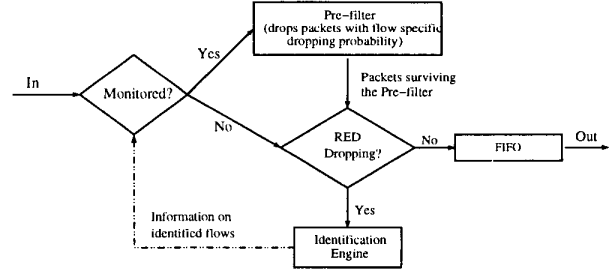 Pre-filter
(drops packets with flow specific
dropping probability)
Yes
In
Monitored?
Packets surviving
the Pre-filter
No
RED
Dropping?
No
FIFO
Out
Yes
Information on
identified flows
Identification
Engine